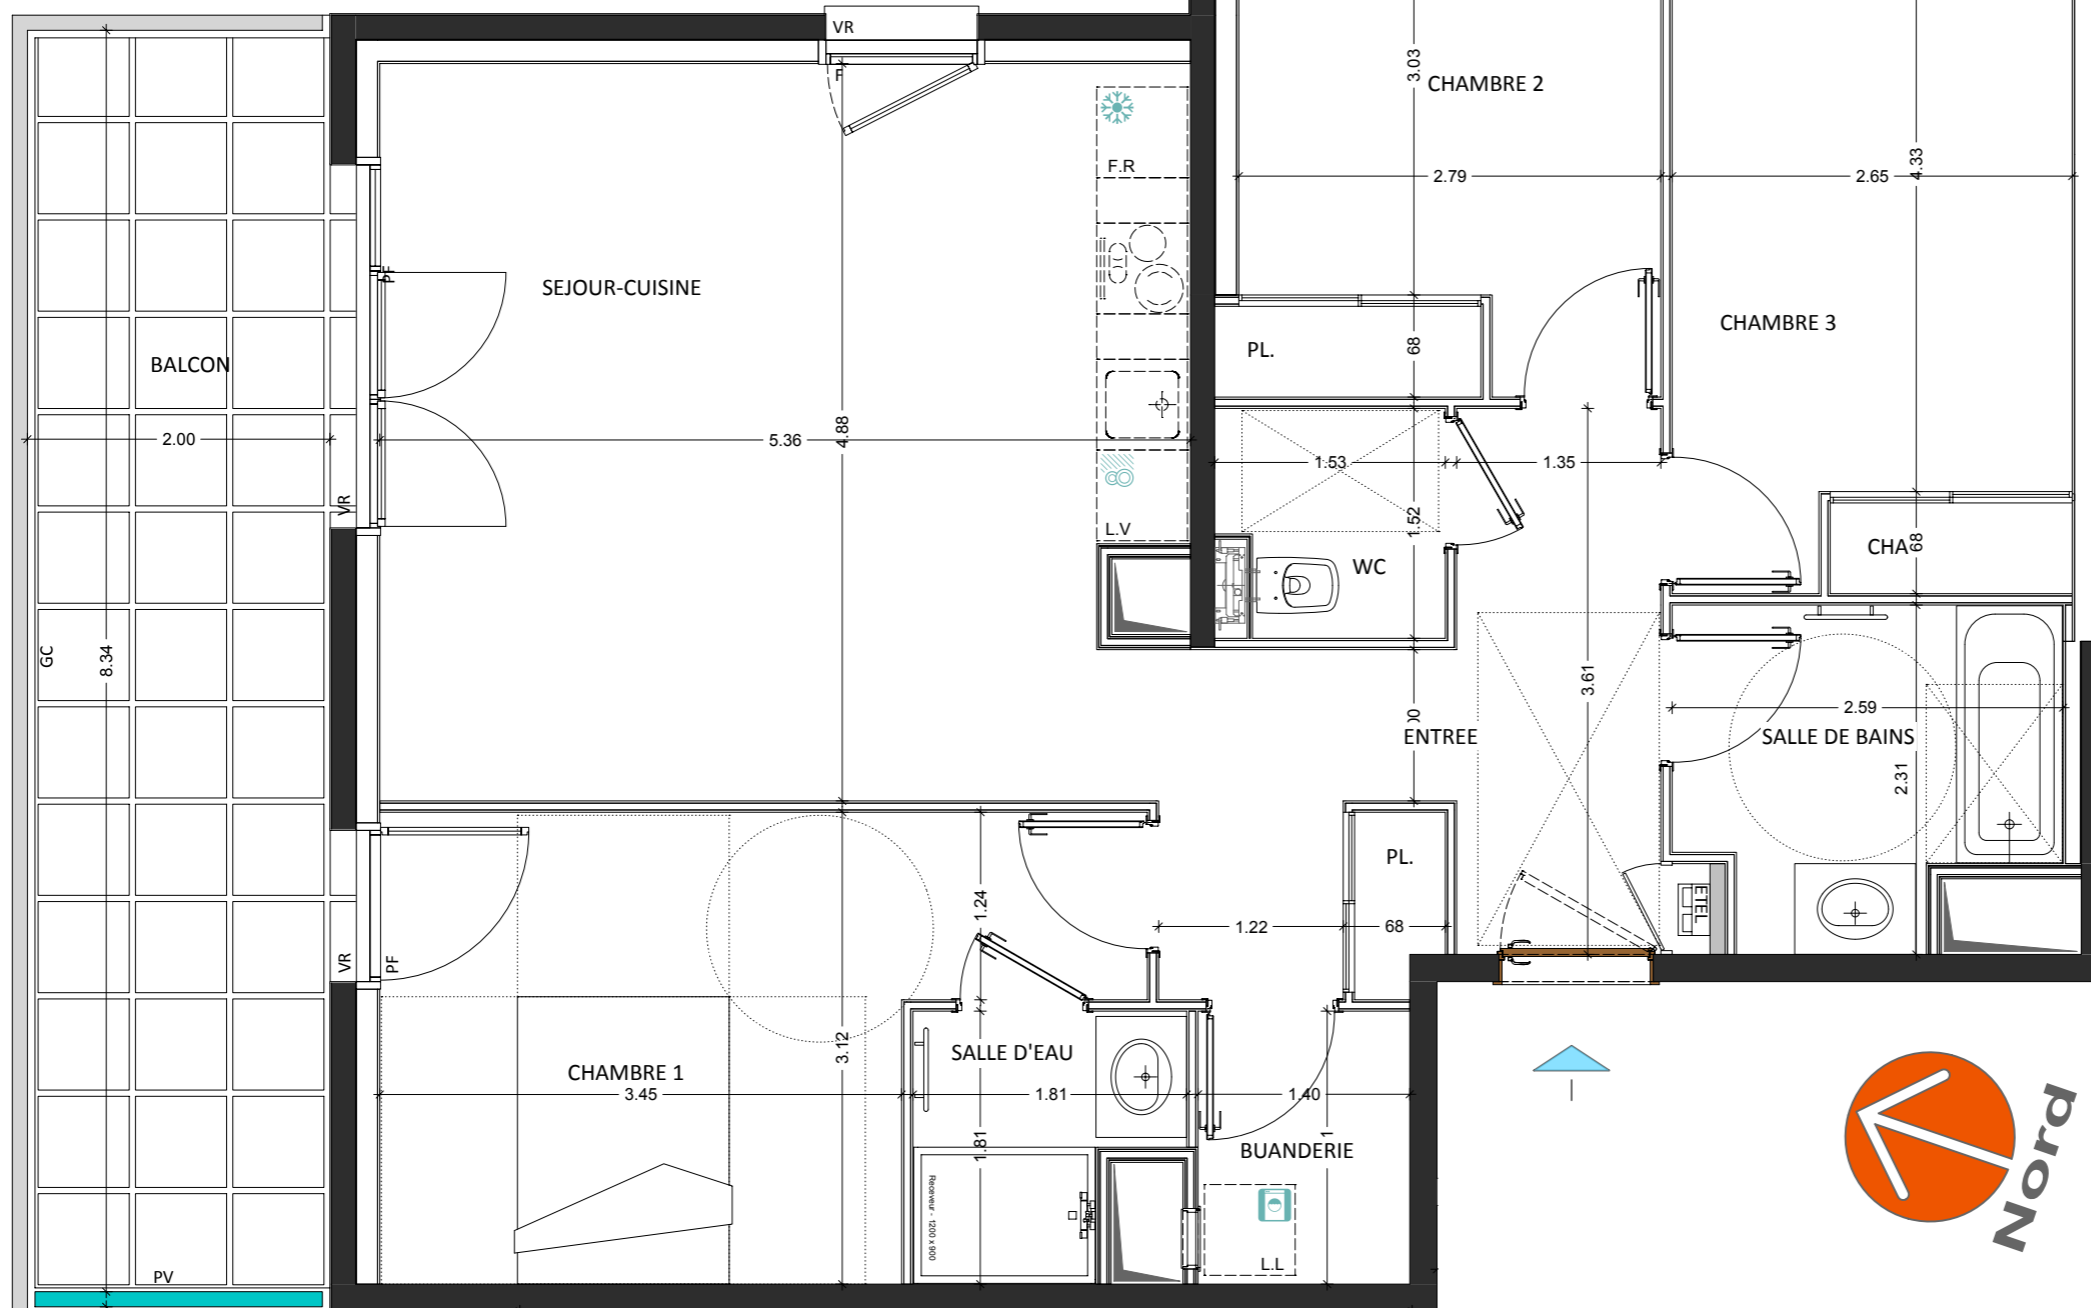 VR
F
3.03
CHAMBRE 2
2.79
4.33
2.65
F.R
SEJOUR-CUISINE
PF
CHAMBRE 3
BALCON
PL.
68
2.00
5.36
4.88
1.53
1.35
VR
L.V
1.52
WC
CHA
68
GC
8.34
3.61
2.59
ENTREE
SALLE DE BAINS
2.31
PL.
1.24
1.22
68
ETEL
VR
PF
3.12
SALLE D'EAU
CHAMBRE 1
3.45
1.81
1.40
1.81
1
BUANDERIE
Receveur - 1200 x 900
L.L
PV
Nord